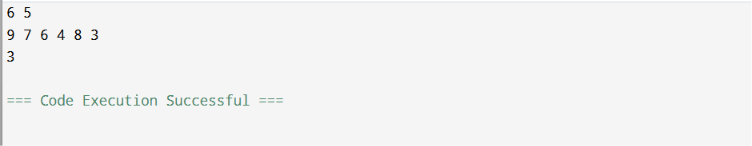 6 5
9 7 6 4 8 3
3
=== Code Execution Successful ===